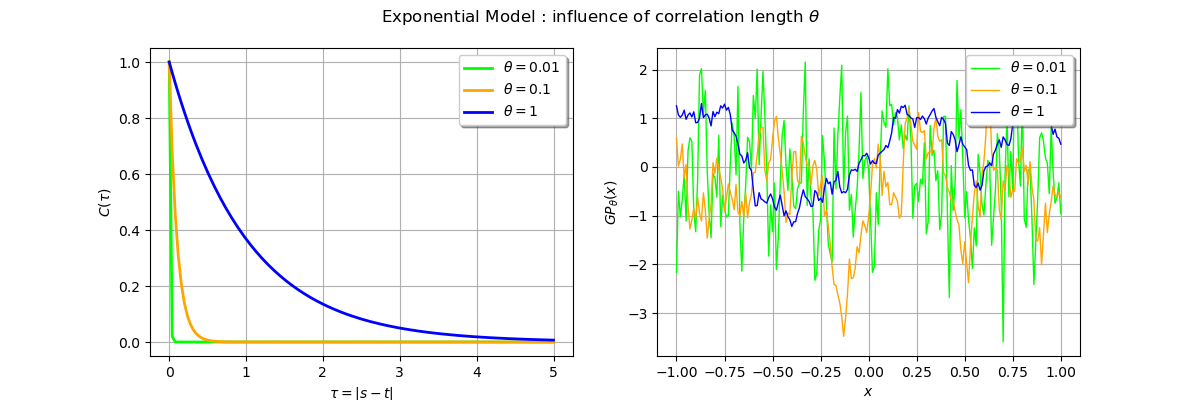 Exponential Model : influence of correlation length θ
C(τ)
1.0
0.8
0.6
0.4
0.2
0.0
0
1
2
3
4
5
τ = |s − t|
θ = 0.01
θ = 0.1
θ = 1
GP_θ(x)
2
1
0
−1
−2
−3
−1.00
−0.75
−0.50
−0.25
0.00
0.25
0.50
0.75
1.00
x
θ = 0.01
θ = 0.1
θ = 1